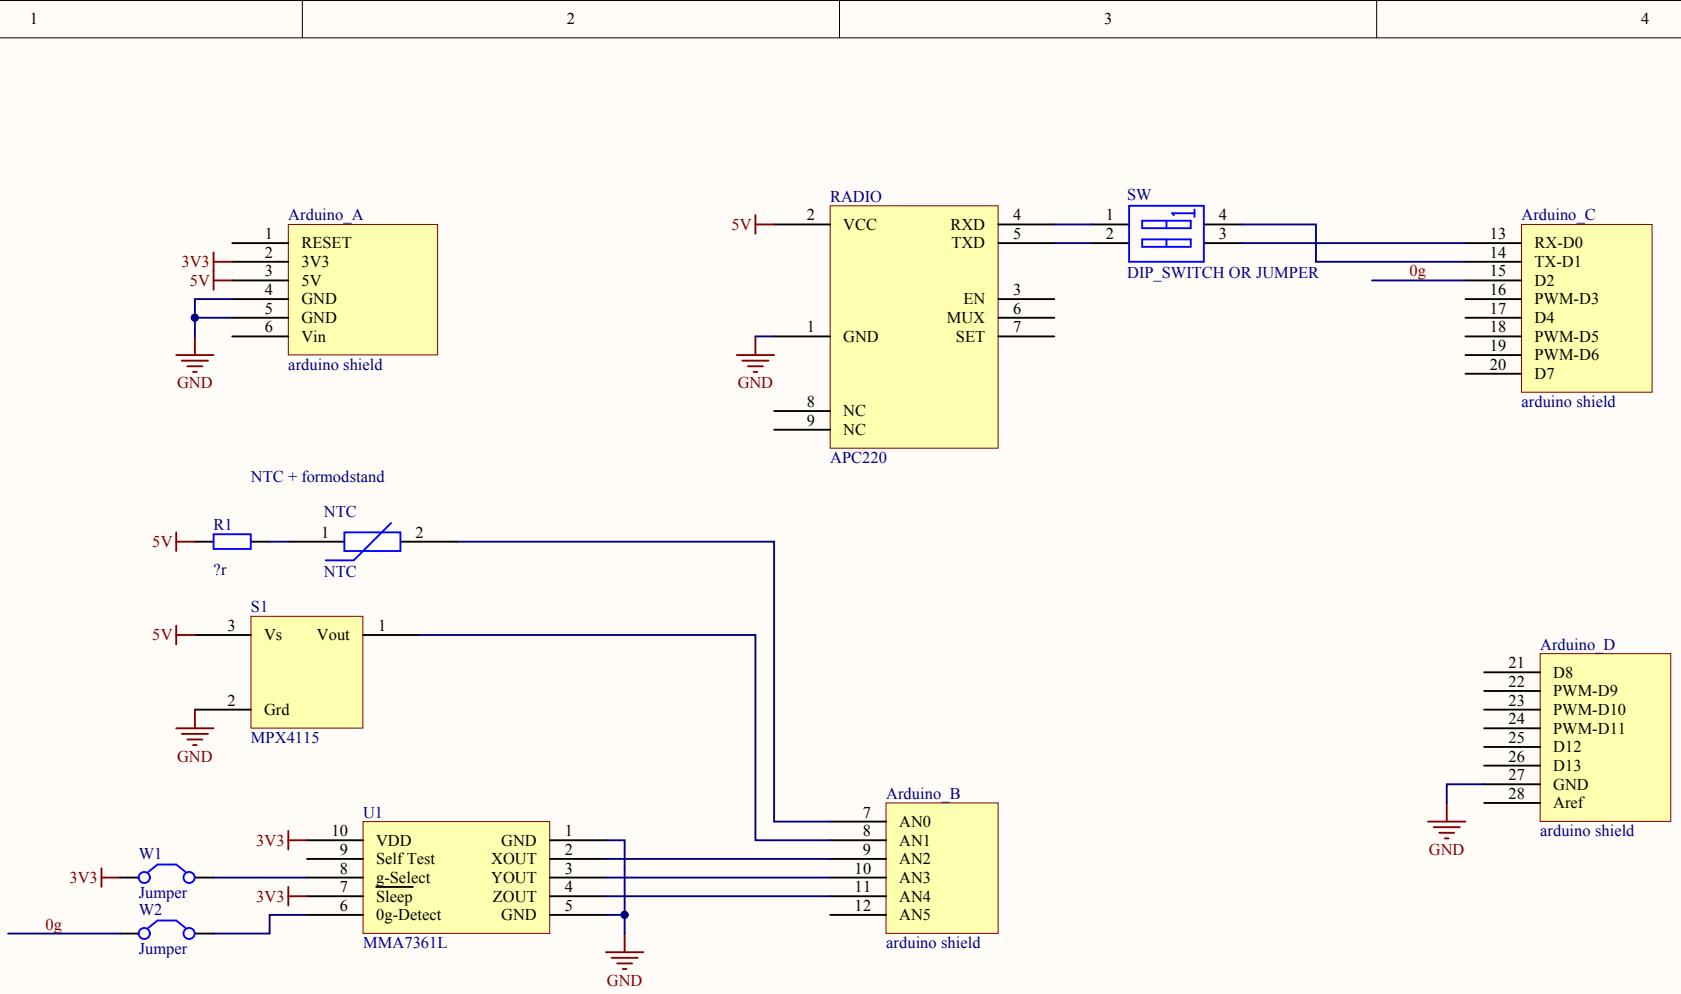 1 2 3 4
Arduino_A
1 RESET
3V3 2 3V3
5V 3 5V
4 GND
5 GND
6 Vin
arduino shield
GND
RADIO
5V 2 VCC RXD 4
TXD 5
EN 3
MUX 6
1 GND SET 7
GND
8 NC
9 NC
APC220
SW
1 4
2 3
DIP_SWITCH OR JUMPER
Arduino_C
13 RX-D0
14 TX-D1
0g 15 D2
16 PWM-D3
17 D4
18 PWM-D5
19 PWM-D6
20 D7
arduino shield
NTC + formodstand
R1 NTC
5V 1 2
?r NTC
S1
5V 3 Vs Vout 1
2 Grd
GND
MPX4115
U1
3V3 10 VDD GND 1
9 Self Test XOUT 2
W1
3V3 8 g-Select YOUT 3
Jumper
3V3 7 Sleep ZOUT 4
W2
0g 6 0g-Detect GND 5
Jumper
MMA7361L
GND
Arduino_B
7 AN0
8 AN1
9 AN2
10 AN3
11 AN4
12 AN5
arduino shield
Arduino_D
21 D8
22 PWM-D9
23 PWM-D10
24 PWM-D11
25 D12
26 D13
27 GND
28 Aref
arduino shield
GND